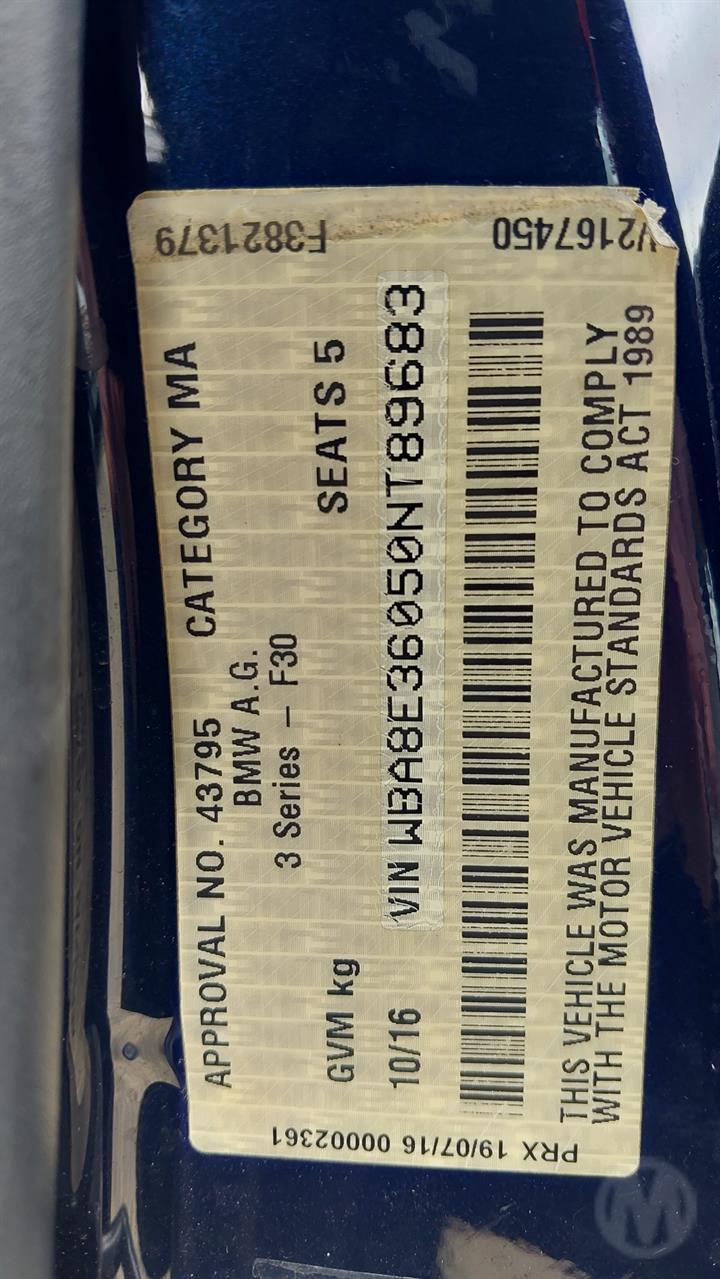 F3821379
V2167450
APPROVAL NO. 43795 CATEGORY MA
BMW A.G.
3 Series – F30
GVM kg SEATS 5
10/16 VIN WBA8E36050NT89683
THIS VEHICLE WAS MANUFACTURED TO COMPLY
WITH THE MOTOR VEHICLE STANDARDS ACT 1989
PRX 19/07/16 00002361
M